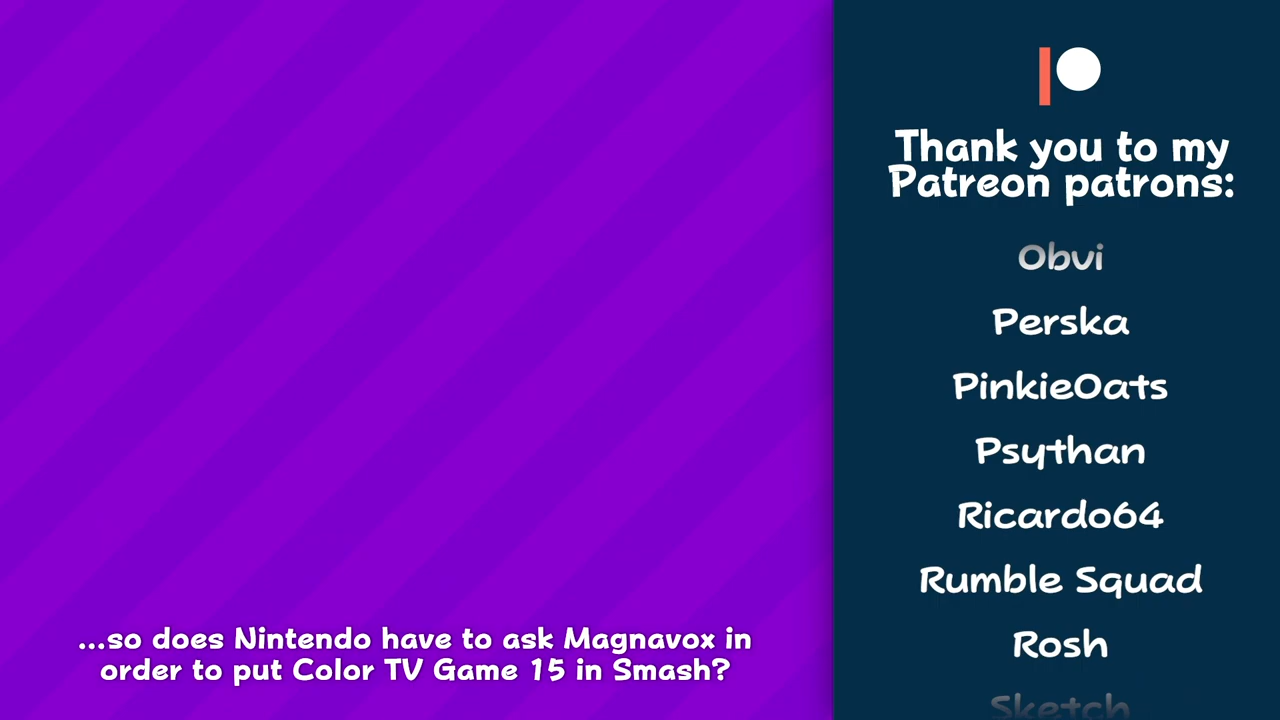 Thank you to my
Patreon patrons:
Obvi
Perska
PinkieOats
Psythan
Ricardo64
Rumble Squad
Rosh
Sketch
...so does Nintendo have to ask Magnavox in
order to put Color TV Game 15 in Smash?